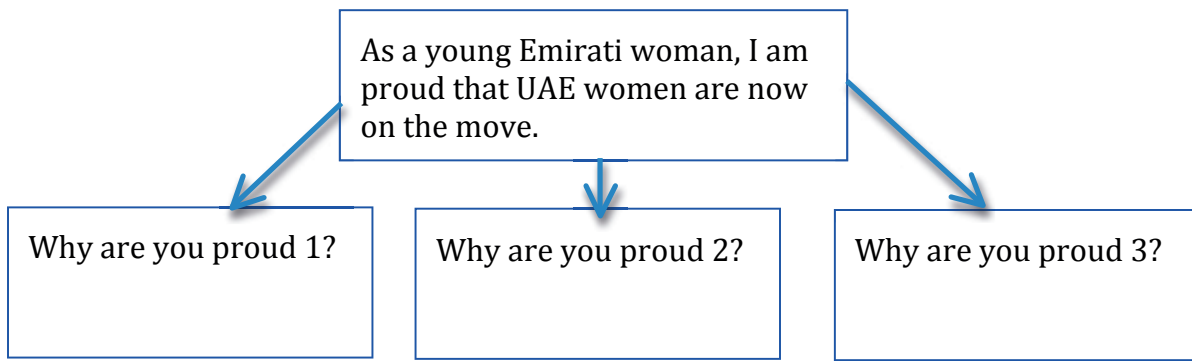 As a young Emirati woman, I am
proud that UAE women are now
on the move.
Why are you proud 1?
Why are you proud 2?
Why are you proud 3?